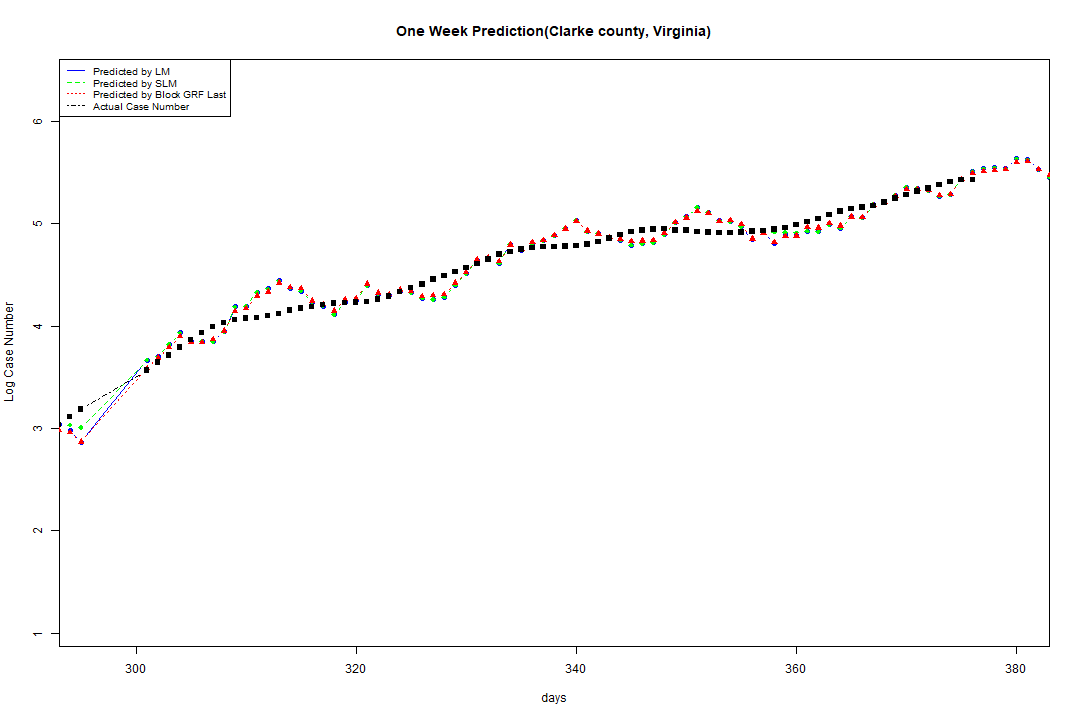 One Week Prediction(Clarke county, Virginia)
Predicted by LM
Predicted by SLM
Predicted by Block GRF Last
Actual Case Number
6
5
4
3
2
1
Log Case Number
300 320 340 360 380
days